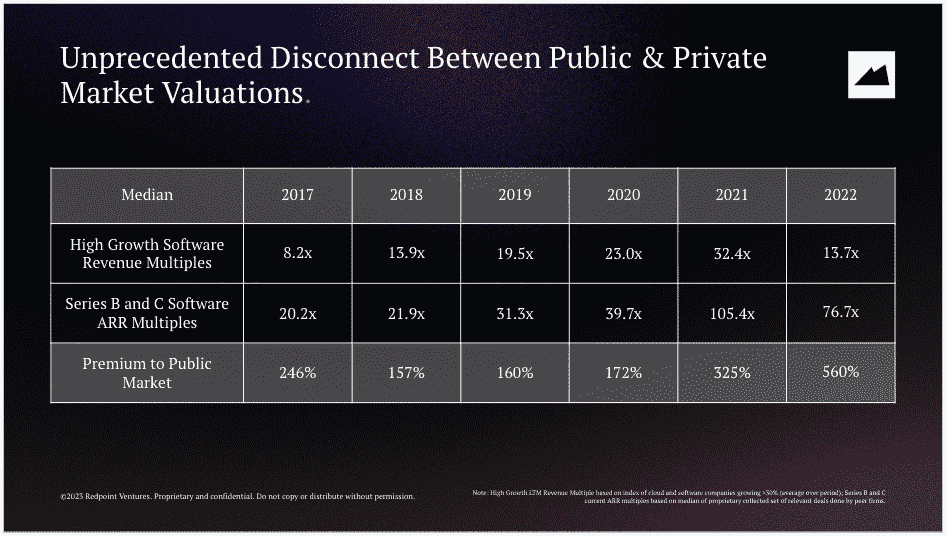 Unprecedented Disconnect Between Public & Private
Market Valuations.
Median 2017 2018 2019 2020 2021 2022
High Growth Software
Revenue Multiples
8.2x 13.9x 19.5x 23.0x 32.4x 13.7x
Series B and C Software
ARR Multiples
20.2x 21.9x 31.3x 39.7x 105.4x 76.7x
Premium to Public
Market
246% 157% 160% 172% 325% 560%
©2023 Redpoint Ventures. Proprietary and confidential. Do not copy or distribute without permission.
Note: High Growth LTM Revenue Multiple based on index of cloud and software companies growing >30% (average over period); Series B and C
current ARR multiples based on median of proprietary collected set of relevant deals done by peer firms.